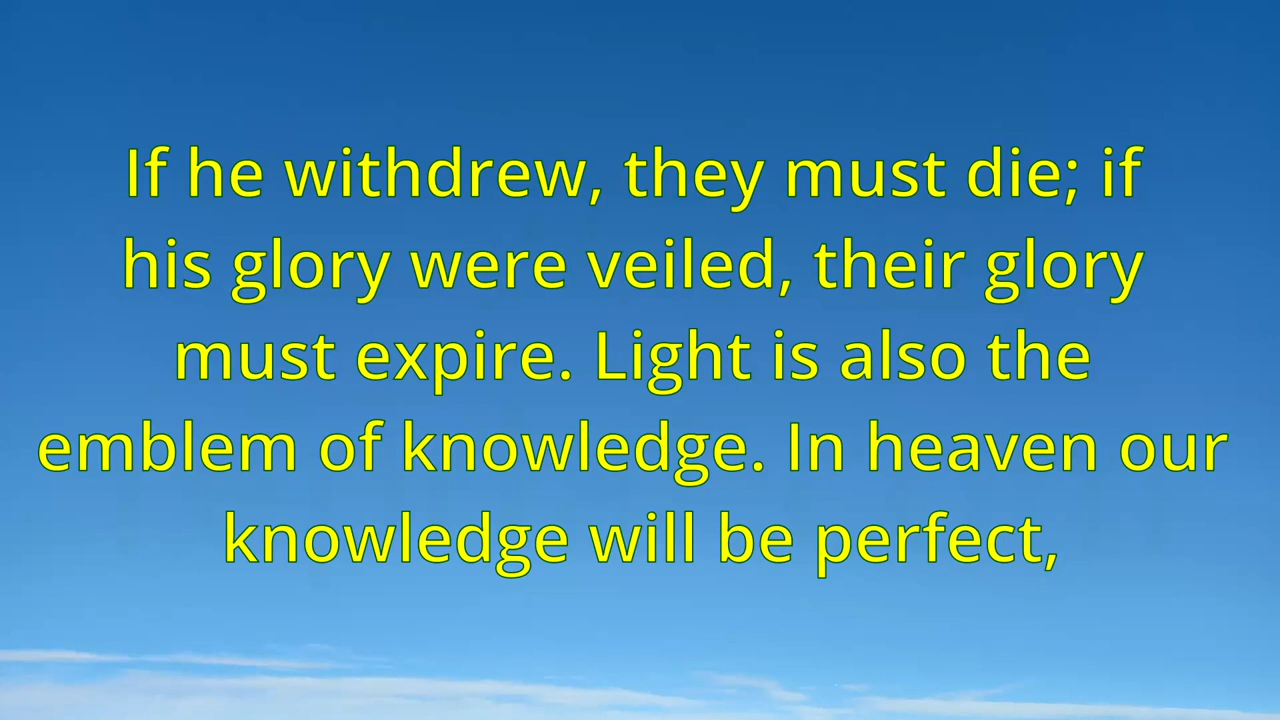 If he withdrew, they must die; if
his glory were veiled, their glory
must expire. Light is also the
emblem of knowledge. In heaven our
knowledge will be perfect,